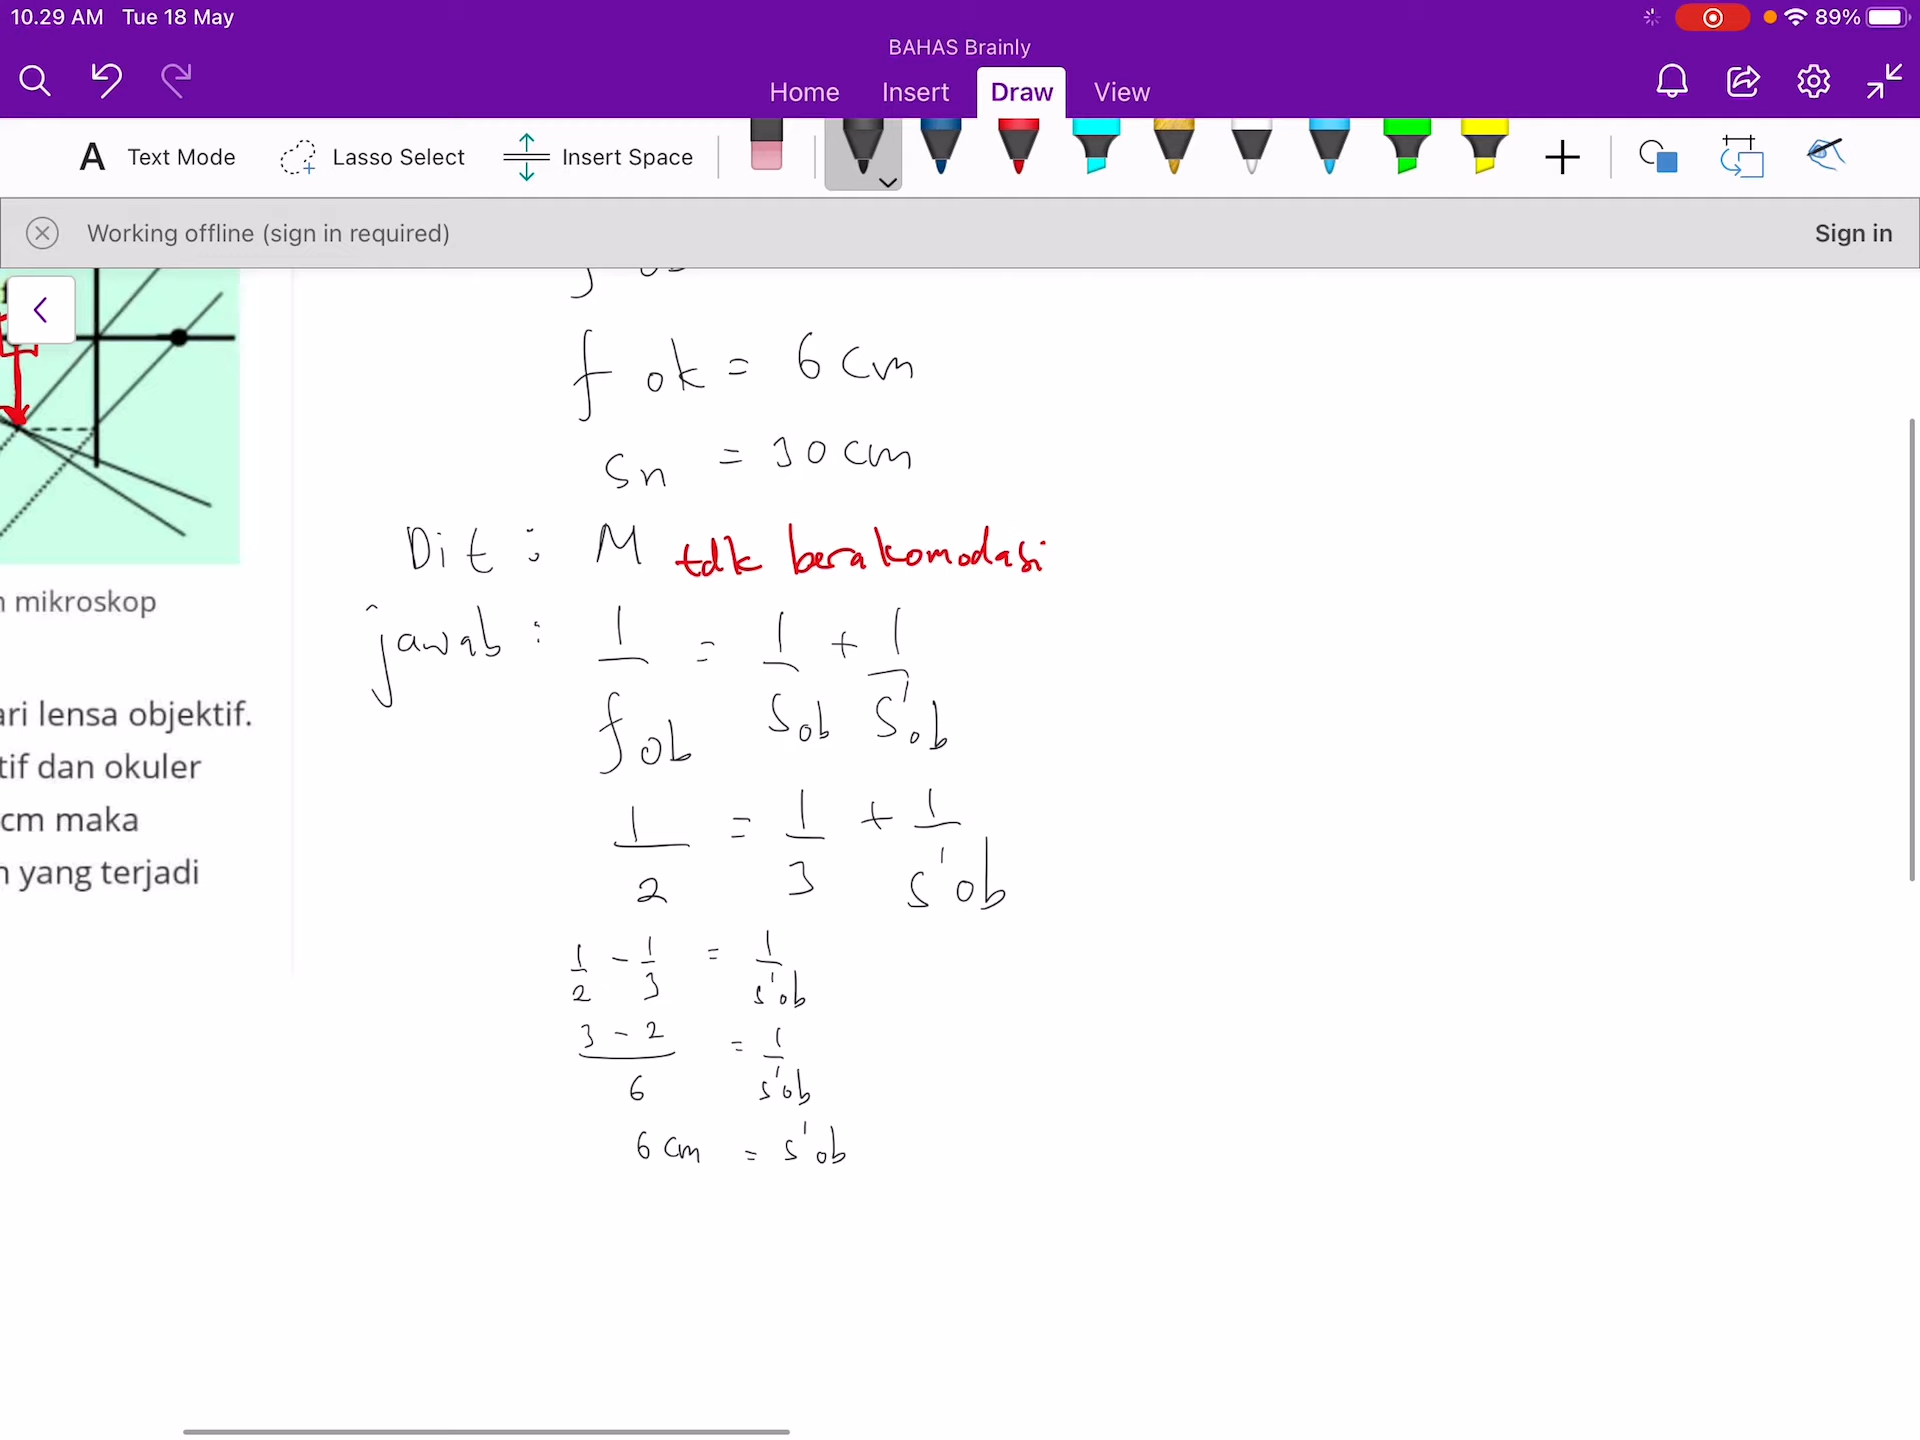 10.29 AM Tue 18 May
89%
BAHAS Brainly
Home Insert Draw View
A Text Mode Lasso Select Insert Space
Working offline (sign in required) Sign in
f ok = 6 cm
Sn = 30 cm
Dit : M tdk berakomodasi
mikroskop
jawab : 1/f ob = 1/S ob + 1/S' ob
ari lensa objektif.
tif dan okuler
1/2 = 1/3 + 1/s' ob
cm maka
yang terjadi
1/2 - 1/3 = 1/s' ob
3 - 2/6 = 1/s' ob
6 cm = s' ob